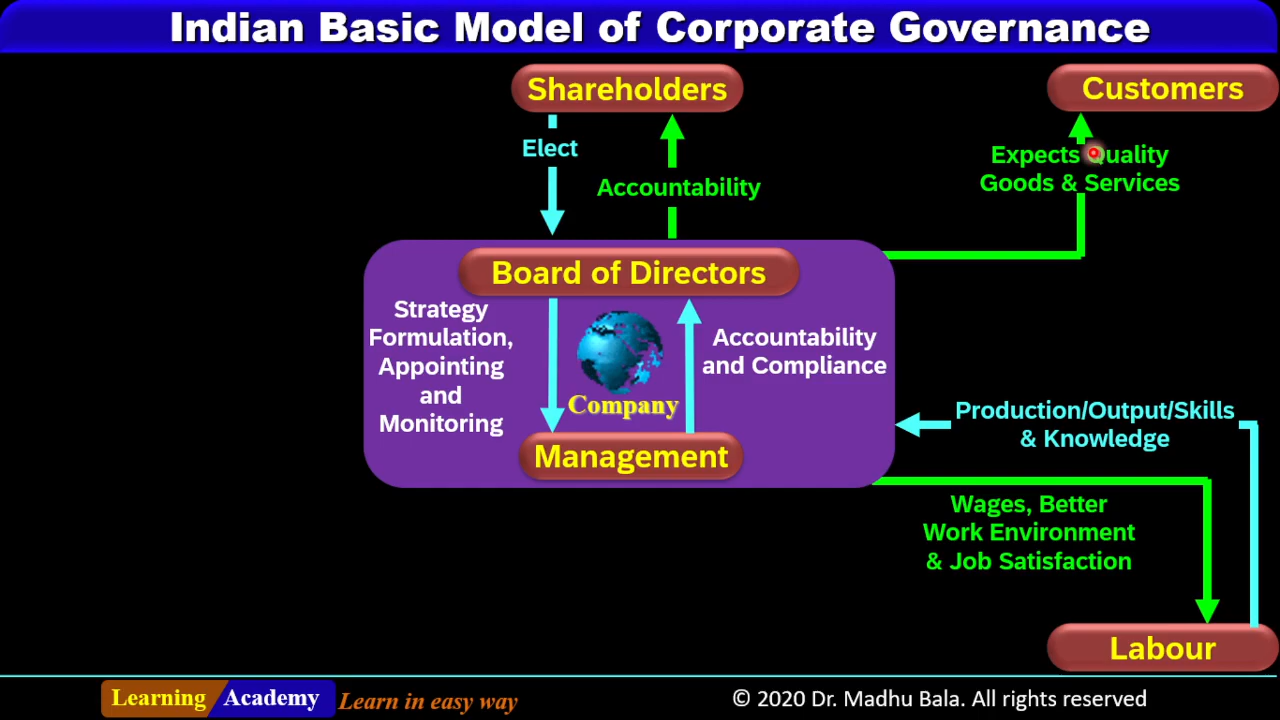 Indian Basic Model of Corporate Governance
Shareholders
Customers
Elect
Accountability
Expects Quality
Goods & Services
Board of Directors
Strategy
Formulation,
Appointing
and
Monitoring
Accountability
and Compliance
Company
Management
Production/Output/Skills
& Knowledge
Wages, Better
Work Environment
& Job Satisfaction
Labour
Learning Academy Learn in easy way
© 2020 Dr. Madhu Bala. All rights reserved